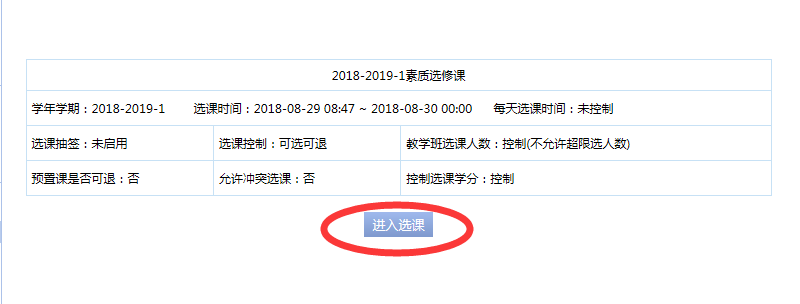 2018-2019-1素质选修课
学年学期：2018-2019-1 选课时间：2018-08-29 08:47 ~ 2018-08-30 00:00 每天选课时间：未控制
选课抽签：未启用 选课控制：可选可退 教学班选课人数：控制(不允许超限选人数)
预置课是否可退：否 允许冲突选课：否 控制选课学分：控制
进入选课